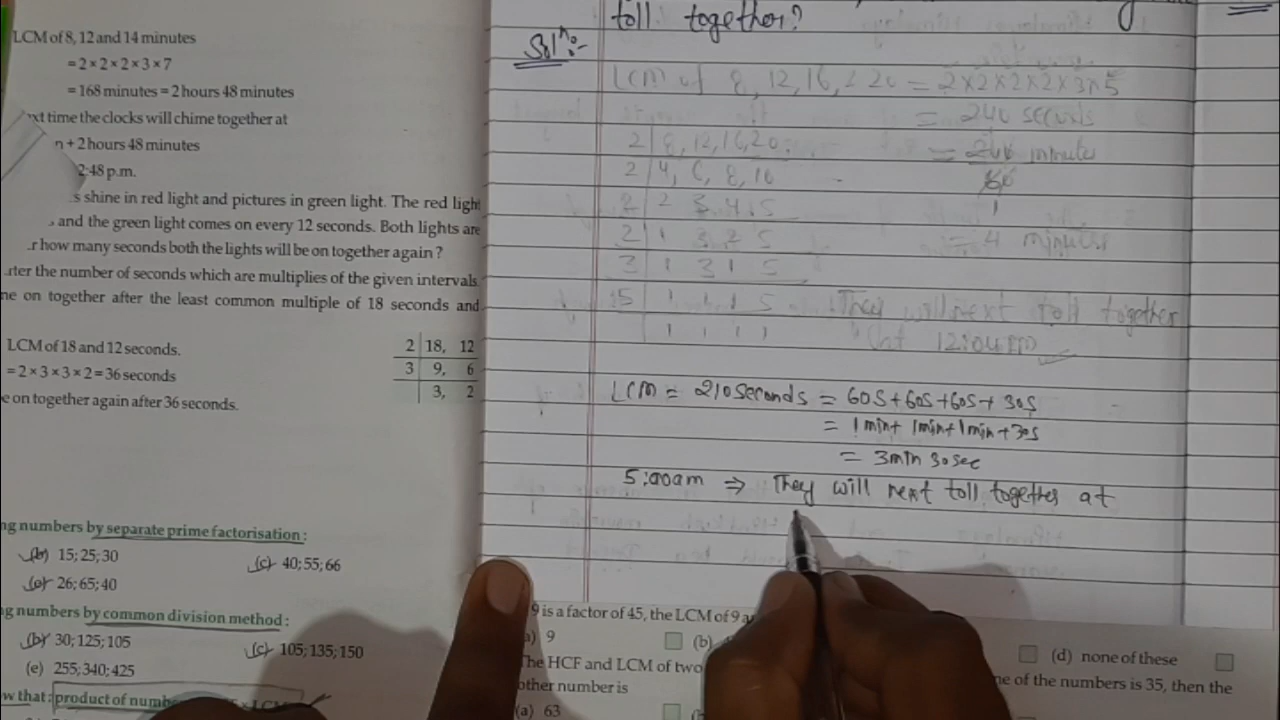 LCM of 8, 12 and 14 minutes
= 2 × 2 × 2 × 3 × 7
= 168 minutes = 2 hours 48 minutes
xt time the clocks will chime together at
n + 2 hours 48 minutes
2:48 p.m.
s shine in red light and pictures in green light. The red light
and the green light comes on every 12 seconds. Both lights are
r how many seconds both the lights will be on together again ?
rter the number of seconds which are multiples of the given intervals.
ne on together after the least common multiple of 18 seconds and
LCM of 18 and 12 seconds.
= 2 × 3 × 3 × 2 = 36 seconds
e on together again after 36 seconds.
2 | 18, 12
3 | 9, 6
3, 2
ng numbers by separate prime factorisation :
(b) 15; 25; 30
(c) 40; 55; 66
(e) 26; 65; 40
ng numbers by common division method :
(b) 30; 125; 105
(c) 105; 135; 150
(e) 255; 340; 425
w that : product of numb
toll together?
Solⁿ:-
LCM of 8, 12, 16, & 20 = 2×2×2×2×3×5
= 240 seconds
= 240 minutes
60
1
= 4 minutes
2 | 8, 12, 16, 20
2 | 4, 6, 8, 10
2 | 2 3 4 5
2 | 1 3 2 5
3 | 1 3 1 5
5 | 1 1 1 5
1 1 1 1
They will next toll together
at 12:04 PM
LCM = 210 seconds = 60s + 60s + 60s + 30s
= 1 min + 1min + 1min + 30s
= 3min 30sec
5:00am ⇒ They will next toll together at
9 is a factor of 45, the LCM of 9 a
a) 9
(b)
(d) none of these
The HCF and LCM of two
ne of the numbers is 35, then the
other number is
(a) 63